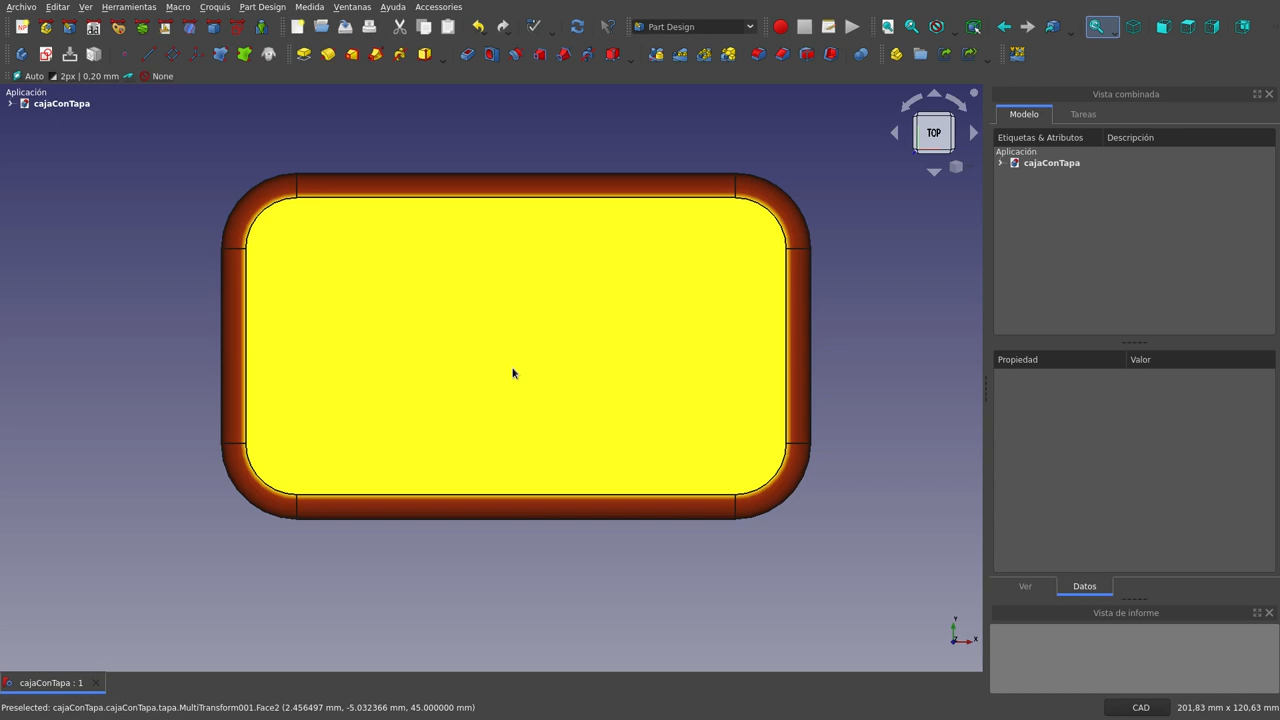 Archivo Editar Ver Herramientas Macro Croquis Part Design Medida Ventanas Ayuda Accesorios
Part Design
Auto 2px | 0,20 mm None
Aplicación
cajaConTapa
TOP
Vista combinada
Modelo Tareas
Etiquetas & Atributos Descripción
Aplicación
cajaConTapa
Propiedad Valor
Ver Datos
Vista de informe
Y
Z X
cajaConTapa : 1
Preselected: cajaConTapa.cajaConTapa.tapa.MultiTransform001.Face2 (2.456497 mm, -5.032366 mm, 45.000000 mm)
CAD 201,83 mm x 120,63 mm